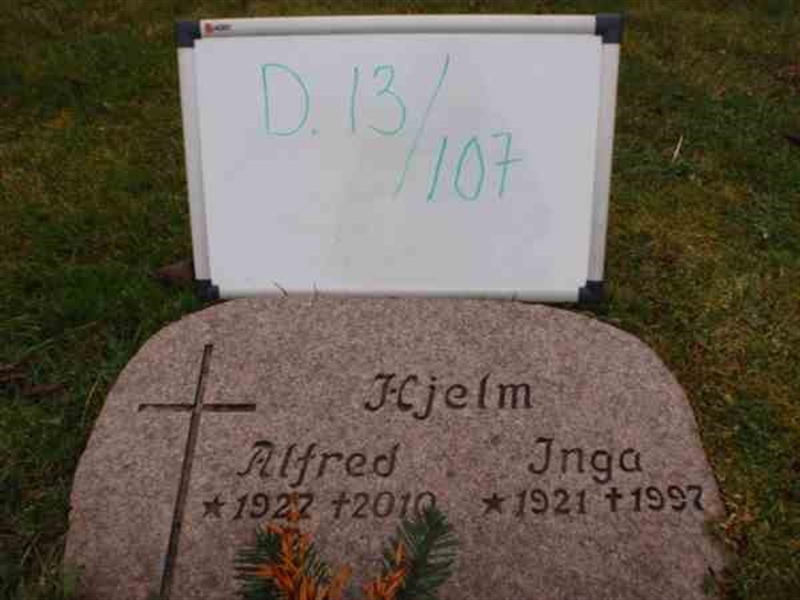 D. 13/107
Hjelm
Alfred Inga
★1927 ✝2010 ★1921 ✝1997